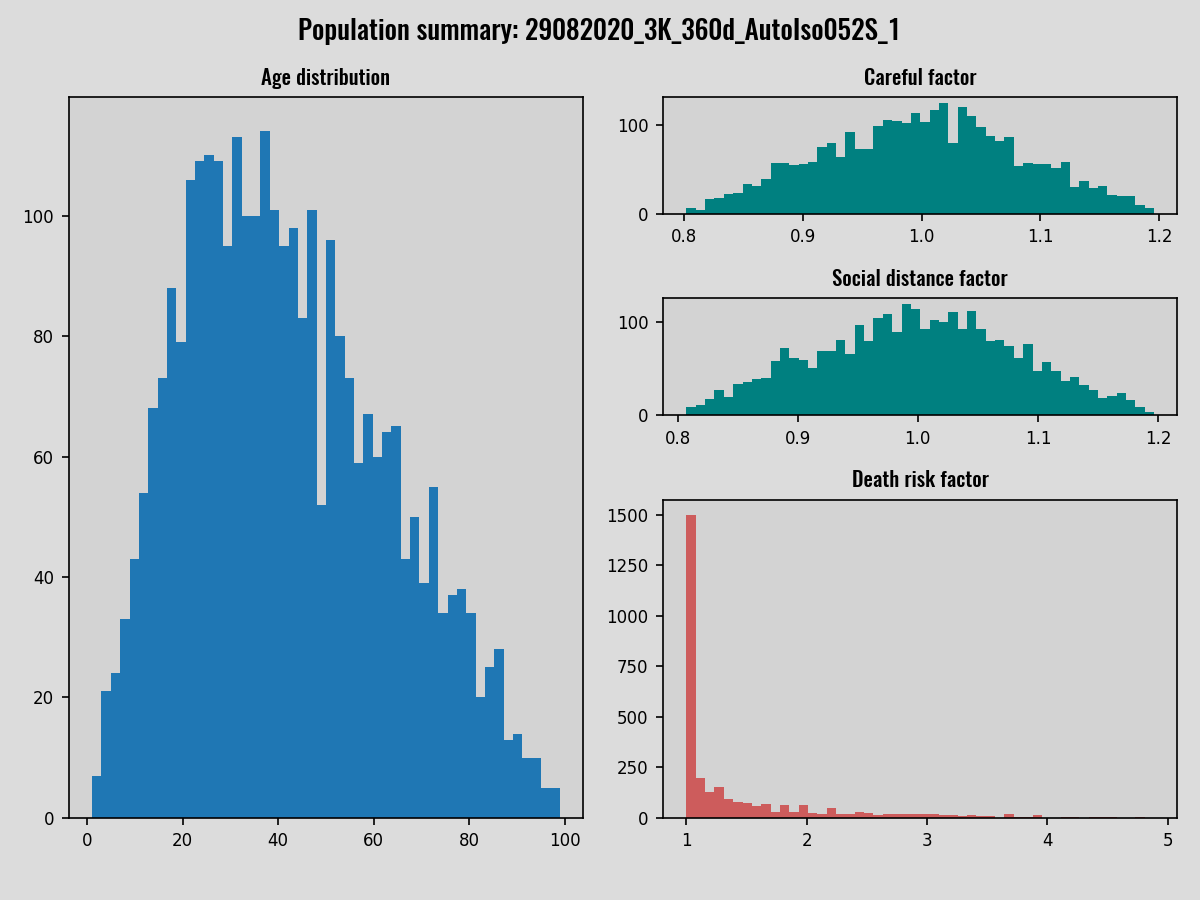 Population summary: 29082020_3K_360d_AutoIso052S_1
Age distribution
100
80
60
40
20
0
0 20 40 60 80 100
Careful factor
100
0
0.8 0.9 1.0 1.1 1.2
Social distance factor
100
0
0.8 0.9 1.0 1.1 1.2
Death risk factor
1500
1250
1000
750
500
250
0
1 2 3 4 5